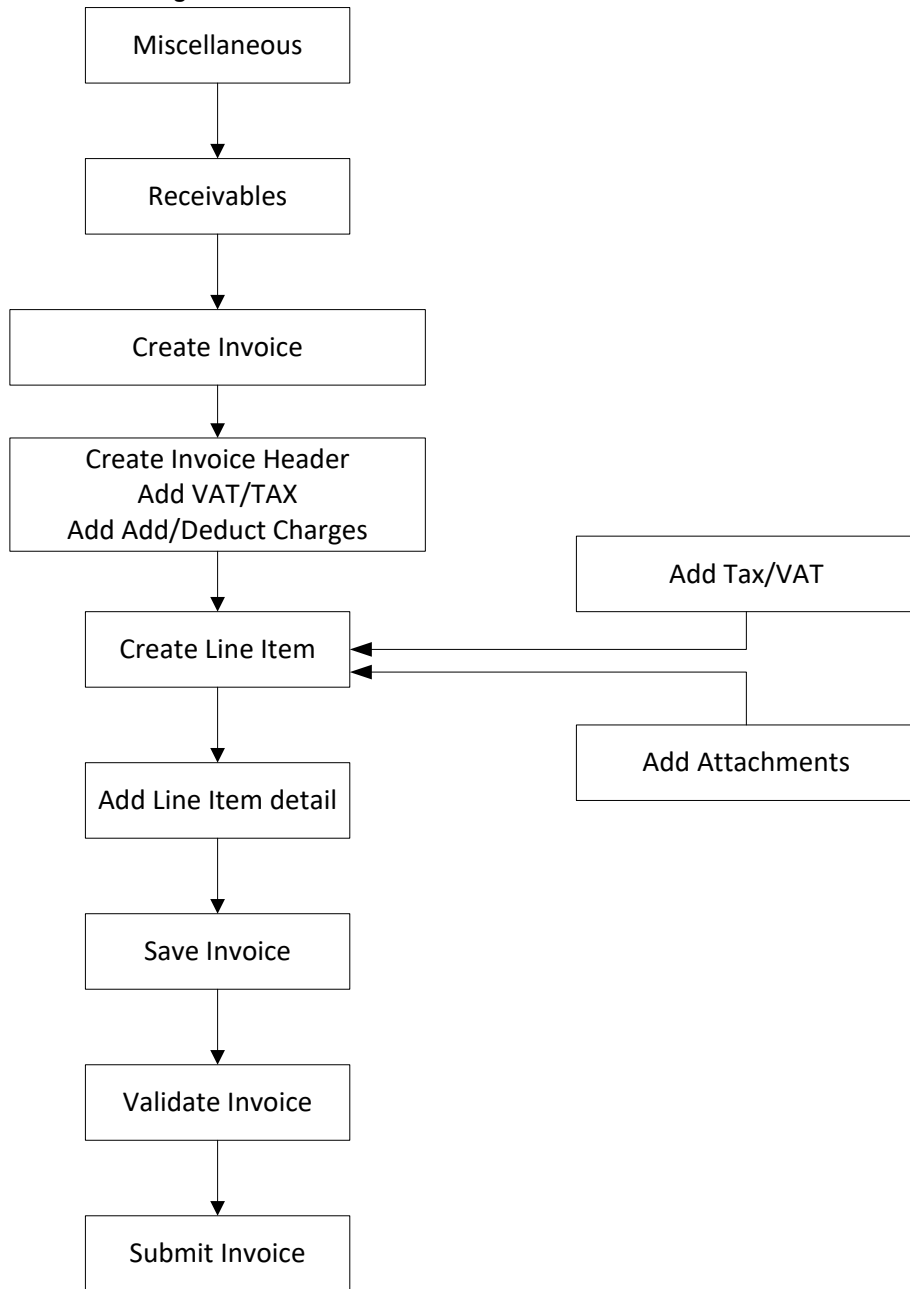 Miscellaneous
Receivables
Create Invoice
Create Invoice Header
Add VAT/TAX
Add Add/Deduct Charges
Add Tax/VAT
Create Line Item
Add Attachments
Add Line Item detail
Save Invoice
Validate Invoice
Submit Invoice